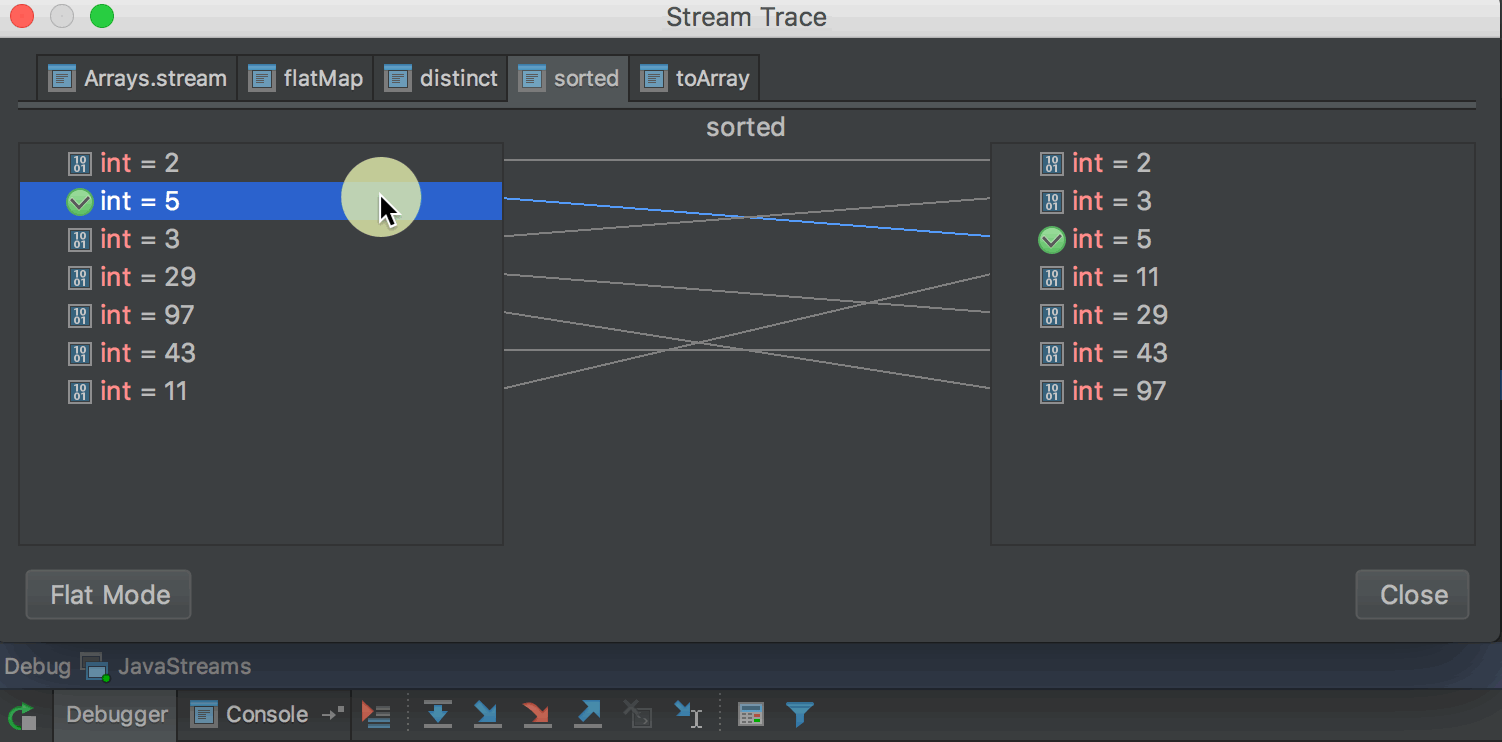 Stream Trace
Arrays.stream flatMap distinct sorted toArray
sorted
int = 2
int = 5
int = 3
int = 29
int = 97
int = 43
int = 11
int = 2
int = 3
int = 5
int = 11
int = 29
int = 43
int = 97
Flat Mode
Close
Debug JavaStreams
Debugger Console